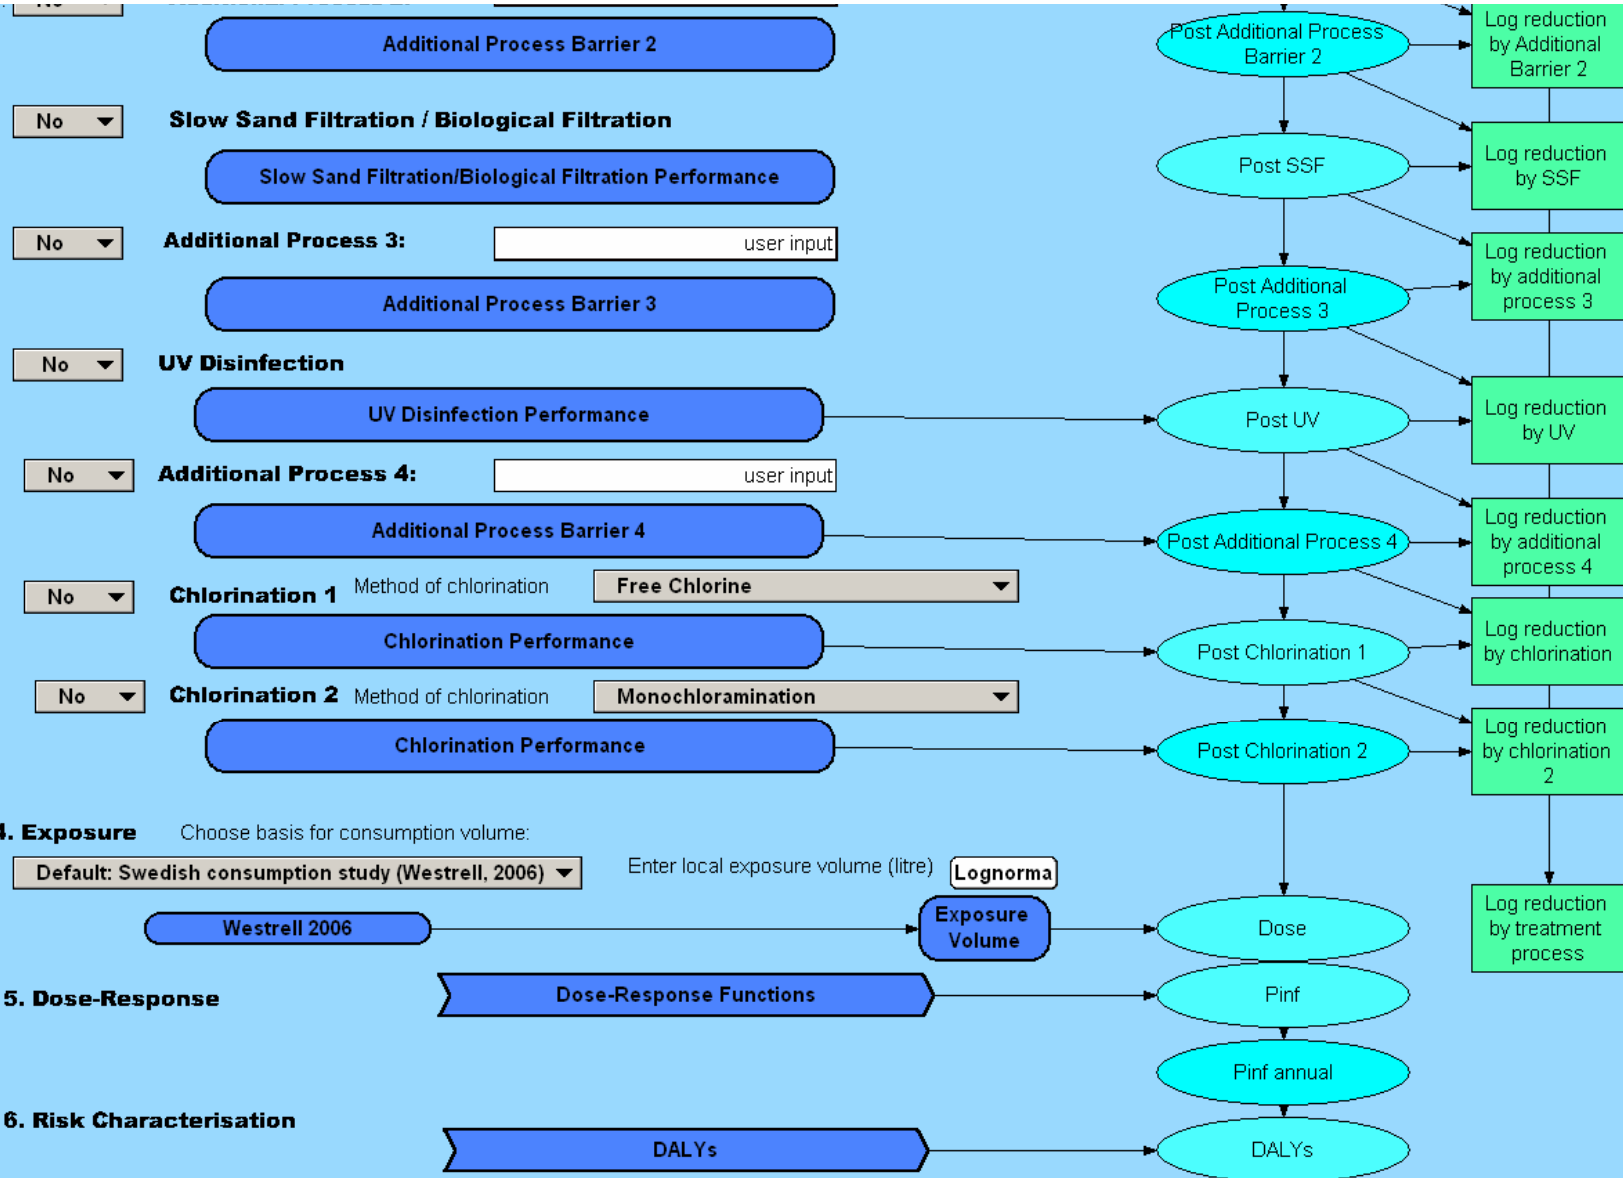 Additional Process Barrier 2
Post Additional Process
Barrier 2
Log reduction
by Additional
Barrier 2
No
Slow Sand Filtration / Biological Filtration
Slow Sand Filtration/Biological Filtration Performance
Post SSF
Log reduction
by SSF
No
Additional Process 3:
user input
Additional Process Barrier 3
Post Additional
Process 3
Log reduction
by additional
process 3
No
UV Disinfection
UV Disinfection Performance
Post UV
Log reduction
by UV
No
Additional Process 4:
user input
Additional Process Barrier 4
Post Additional Process 4
Log reduction
by additional
process 4
No
Chlorination 1
Method of chlorination
Free Chlorine
Chlorination Performance
Post Chlorination 1
Log reduction
by chlorination
No
Chlorination 2
Method of chlorination
Monochloramination
Chlorination Performance
Post Chlorination 2
Log reduction
by chlorination
2
4. Exposure
Choose basis for consumption volume:
Default: Swedish consumption study (Westrell, 2006)
Enter local exposure volume (litre)
Lognorma
Westrell 2006
Exposure
Volume
Dose
Log reduction
by treatment
process
5. Dose-Response
Dose-Response Functions
Pinf
Pinf annual
6. Risk Characterisation
DALYs
DALYs